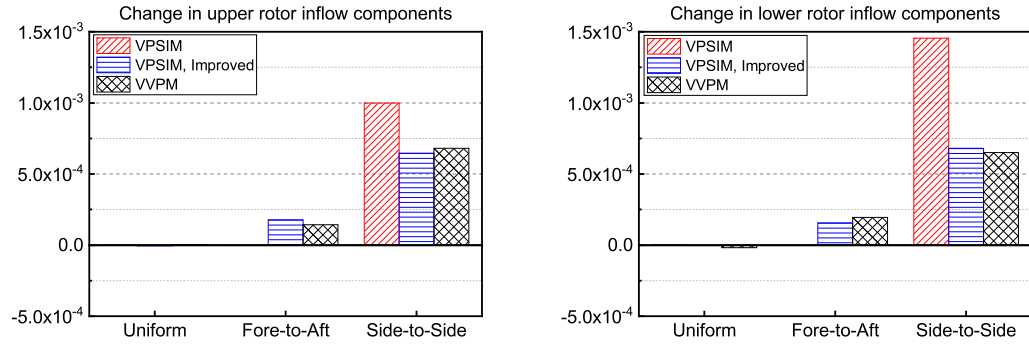 Change in upper rotor inflow components
1.5x10⁻³
1.0x10⁻³
5.0x10⁻⁴
0.0
-5.0x10⁻⁴
VPSIM
VPSIM, Improved
VVPM
Uniform Fore-to-Aft Side-to-Side
Change in lower rotor inflow components
1.5x10⁻³
1.0x10⁻³
5.0x10⁻⁴
0.0
-5.0x10⁻⁴
VPSIM
VPSIM, Improved
VVPM
Uniform Fore-to-Aft Side-to-Side